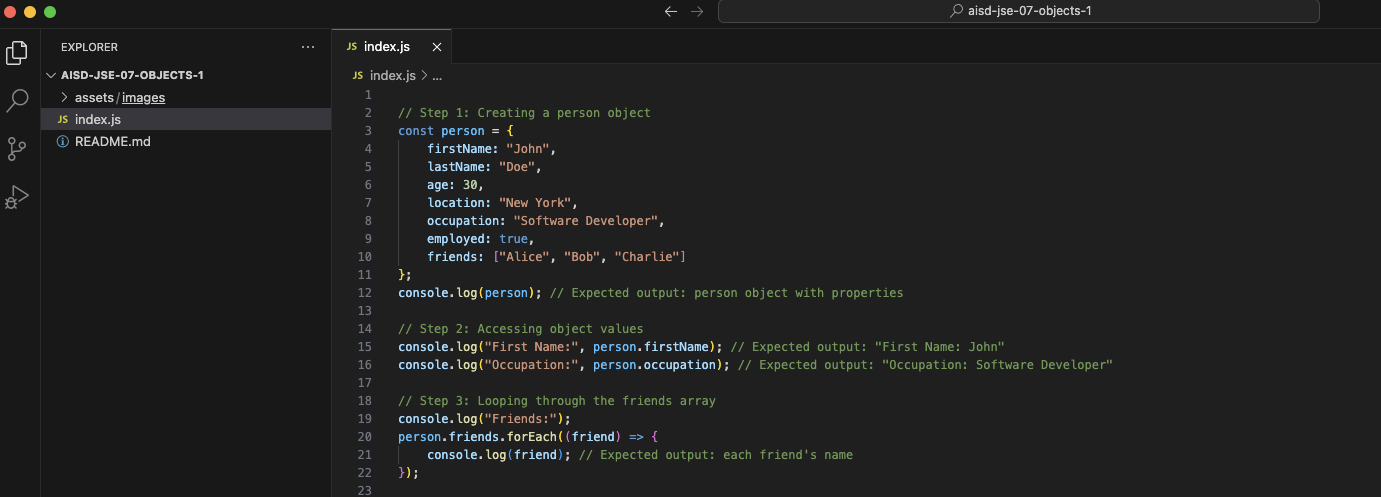 aisd-jse-07-objects-1
EXPLORER
...
AISD-JSE-07-OBJECTS-1
assets/images
JS index.js
README.md
JS index.js
JS index.js > ...
1
2 // Step 1: Creating a person object
3 const person = {
4     firstName: "John",
5     lastName: "Doe",
6     age: 30,
7     location: "New York",
8     occupation: "Software Developer",
9     employed: true,
10     friends: ["Alice", "Bob", "Charlie"]
11 };
12 console.log(person); // Expected output: person object with properties
13
14 // Step 2: Accessing object values
15 console.log("First Name:", person.firstName); // Expected output: "First Name: John"
16 console.log("Occupation:", person.occupation); // Expected output: "Occupation: Software Developer"
17
18 // Step 3: Looping through the friends array
19 console.log("Friends:");
20 person.friends.forEach((friend) => {
21     console.log(friend); // Expected output: each friend's name
22 });
23